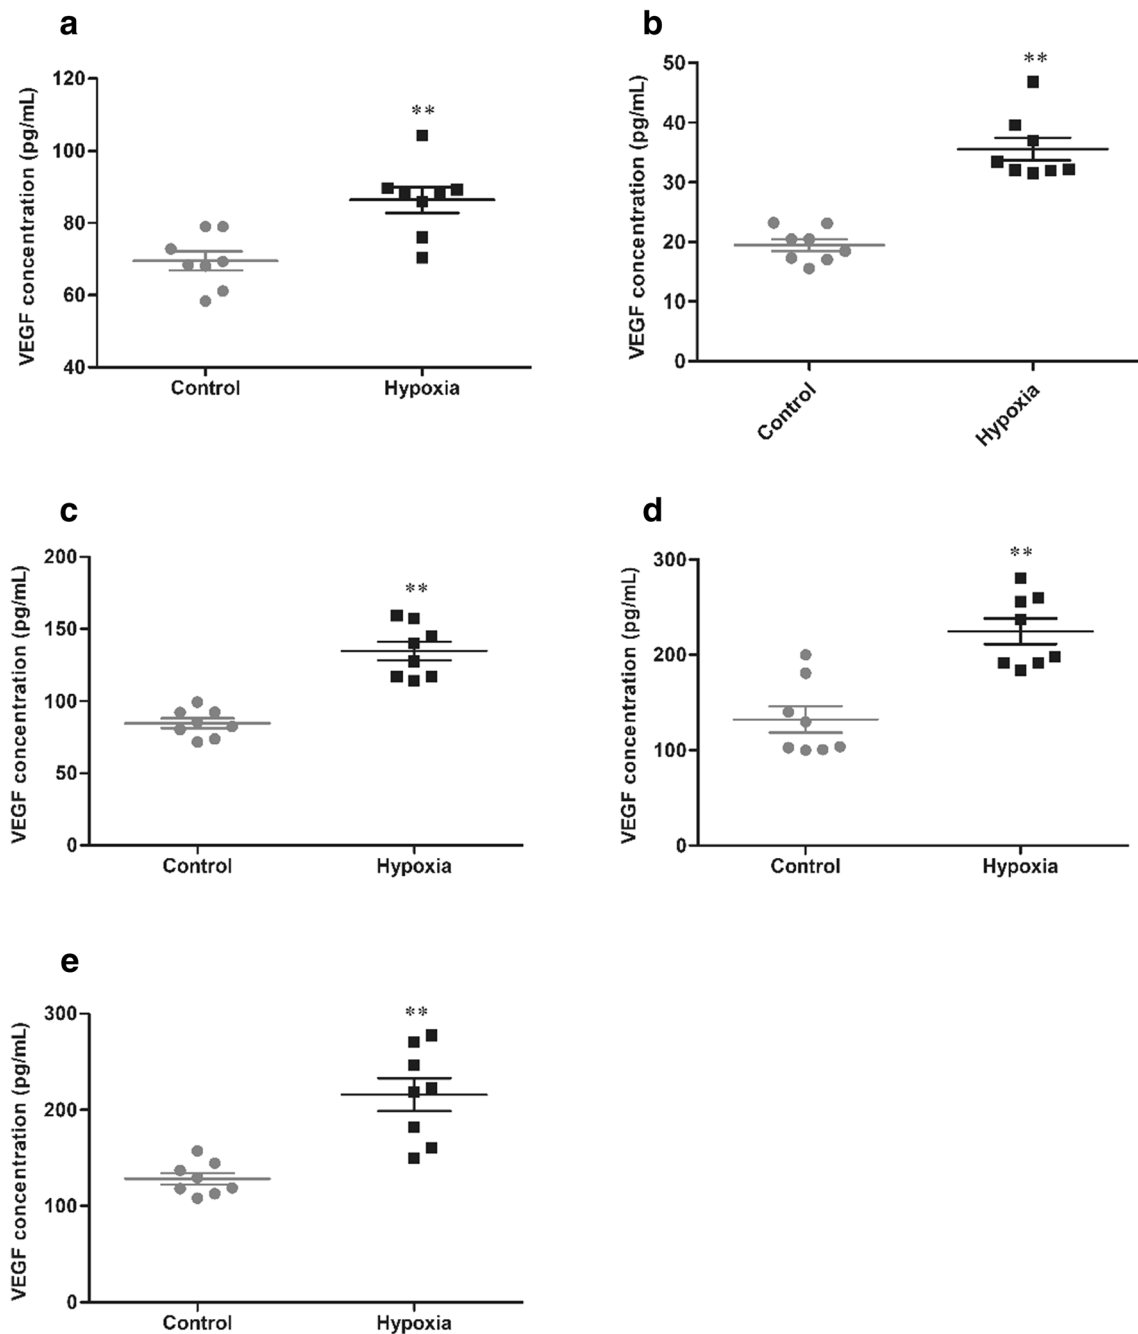 a
VEGF concentration (pg/mL)
120
100
80
60
40
**
Control
Hypoxia
b
VEGF concentration (pg/mL)
50
40
30
20
10
0
**
Control
Hypoxia
c
VEGF concentration (pg/mL)
200
150
100
50
0
**
Control
Hypoxia
d
VEGF concentration (pg/mL)
300
200
100
0
**
Control
Hypoxia
e
VEGF concentration (pg/mL)
300
200
100
0
**
Control
Hypoxia